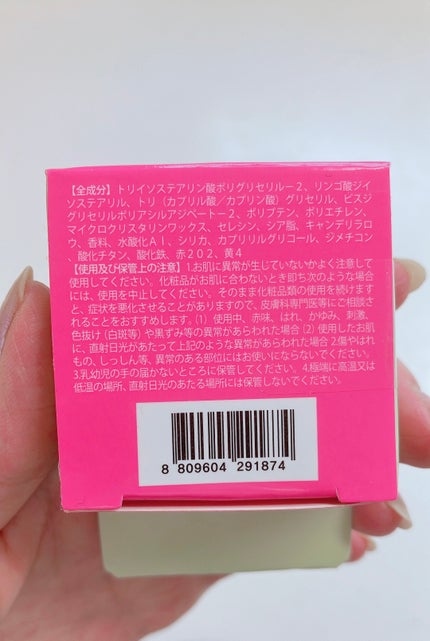 【全成分】トリイソステアリン酸ポリグリセリル－2、リンゴ酸ジイ
ソステアリル、トリ（カプリル酸/カプリン酸）グリセリル、ビスジ
グリセリルポリアシルアジペート－2、ポリブテン、ポリエチレン、
マイクロクリスタリンワックス、セレシン、シア脂、キャンデリラロ
ウ、香料、水酸化Al、シリカ、カプリリルグリコール、ジメチコン
、酸化チタン、酸化鉄、赤202、黄4
【使用及び保管上の注意】1.お肌に異常が生じていないかよく注意して
使用してください。化粧品がお肌に合わないとき即ち次のような場合
には、使用を中止してください。そのまま化粧品類の使用を続けます
と、症状を悪化させることがありますので、皮膚科専門医等にご相談さ
れることをおすすめします。(1) 使用中、赤味、はれ、かゆみ、刺激、
色抜け(白斑等)や黒ずみ等の異常があらわれた場合 (2) 使用したお肌
に、直射日光があたって上記のような異常があらわれた場合 2.傷やはれ
もの、しっしん等、異常のある部位にはお使いにならないでください。
3.乳幼児の手の届かないところに保管してください。4.極端に高温又は
低温の場所、直射日光のあたる場所には保管しないでください。
8 809604 291874